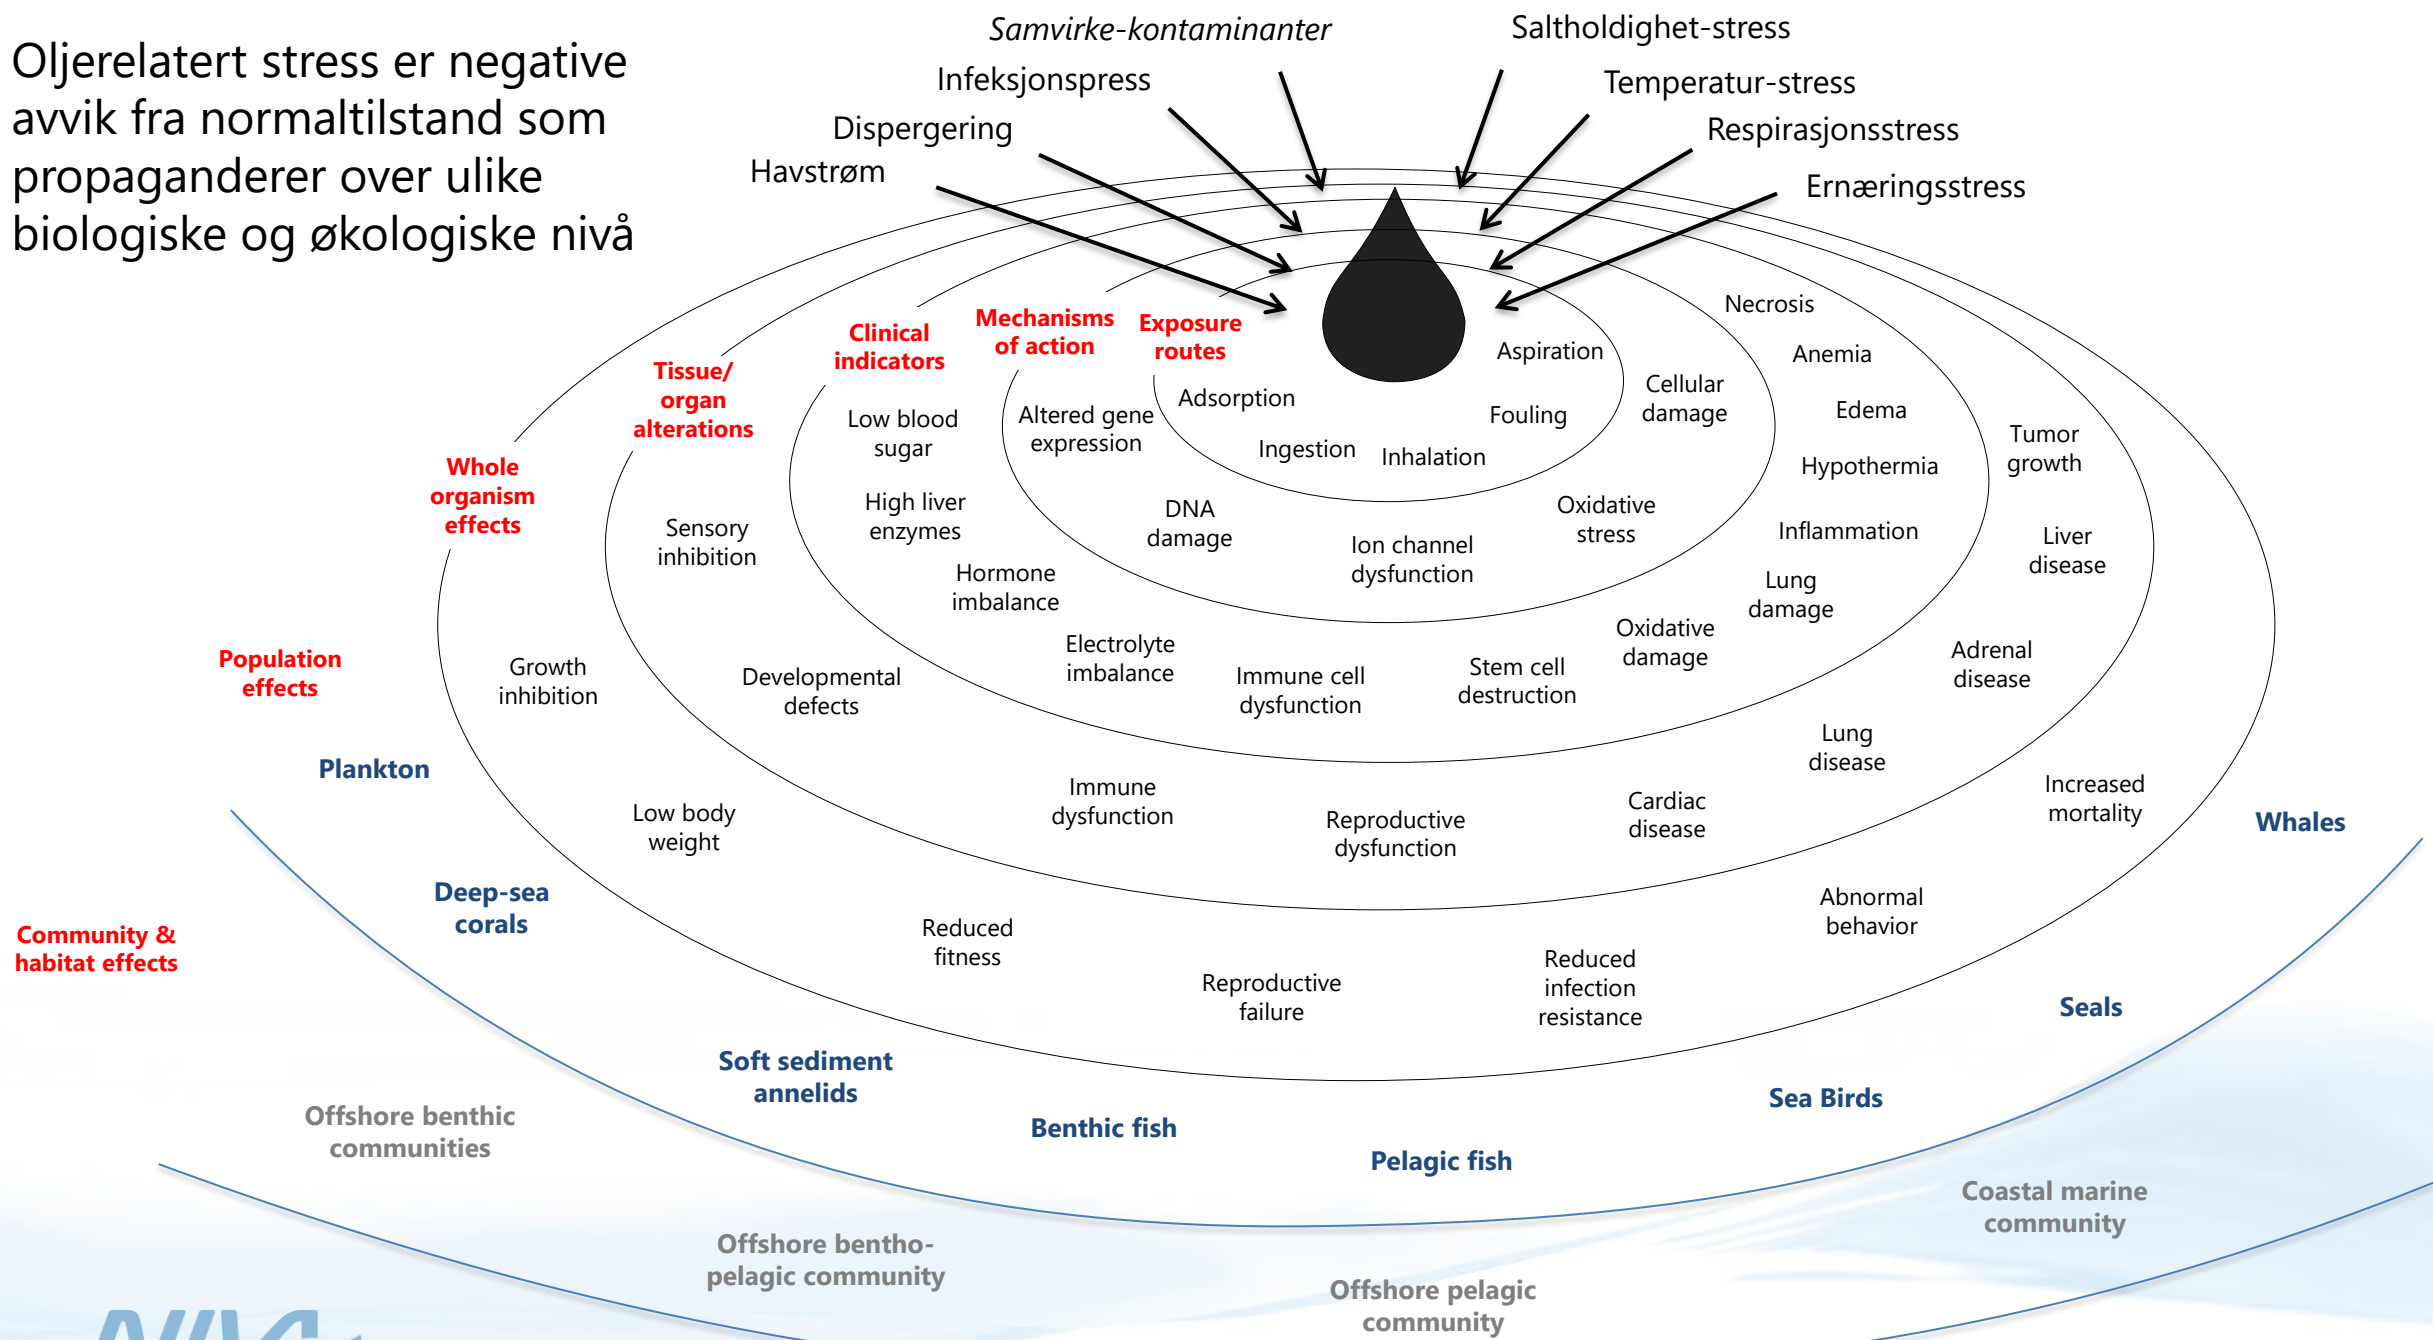 Oljerelatert stress er negative
avvik fra normaltilstand som
propaganderer over ulike
biologiske og økologiske nivå
Samvirke-kontaminanter
Infeksjonspress
Dispergering
Havstrøm
Saltholdighet-stress
Temperatur-stress
Respirasjonsstress
Ernæringsstress
Exposure
routes
Adsorption
Ingestion
Inhalation
Fouling
Aspiration
Mechanisms
of action
Altered gene
expression
DNA
damage
Ion channel
dysfunction
Oxidative
stress
Cellular
damage
Clinical
indicators
Low blood
sugar
High liver
enzymes
Hormone
imbalance
Electrolyte
imbalance
Immune cell
dysfunction
Stem cell
destruction
Oxidative
damage
Lung
damage
Inflammation
Hypothermia
Edema
Anemia
Necrosis
Tissue/
organ
alterations
Sensory
inhibition
Developmental
defects
Immune
dysfunction
Reproductive
dysfunction
Cardiac
disease
Lung
disease
Adrenal
disease
Liver
disease
Tumor
growth
Whole
organism
effects
Growth
inhibition
Low body
weight
Reduced
fitness
Reproductive
failure
Reduced
infection
resistance
Abnormal
behavior
Increased
mortality
Population
effects
Plankton
Deep-sea
corals
Soft sediment
annelids
Benthic fish
Pelagic fish
Sea Birds
Seals
Whales
Community &
habitat effects
Offshore benthic
communities
Offshore bentho-
pelagic community
Offshore pelagic
community
Coastal marine
community